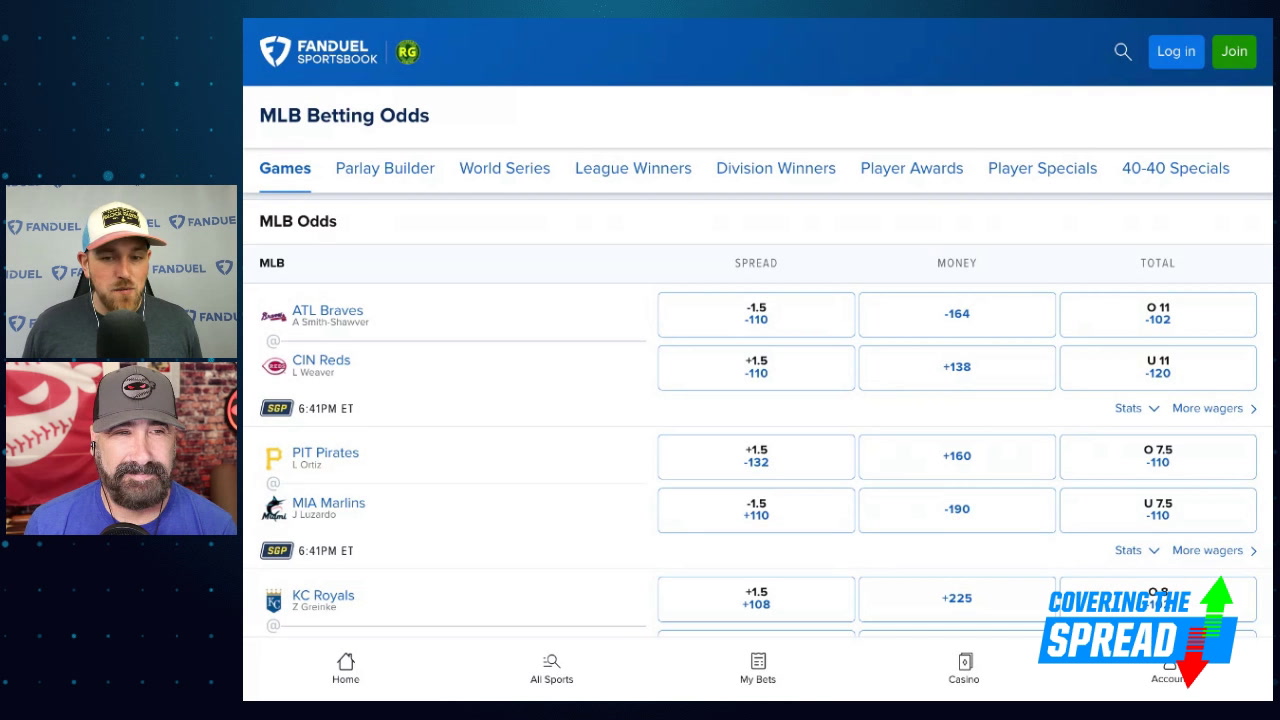 FANDUEL
SPORTSBOOK
RG
Log in
Join
MLB Betting Odds
Games
Parlay Builder
World Series
League Winners
Division Winners
Player Awards
Player Specials
40-40 Specials
MLB Odds
MLB
SPREAD
MONEY
TOTAL
ATL Braves
A Smith-Shawver
-1.5
-110
-164
O 11
-102
@
CIN Reds
L Weaver
+1.5
-110
+138
U 11
-120
SGP 6:41PM ET
Stats
More wagers
PIT Pirates
L Ortiz
+1.5
-132
+160
O 7.5
-110
@
MIA Marlins
J Luzardo
-1.5
+110
-190
U 7.5
-110
SGP 6:41PM ET
Stats
More wagers
KC Royals
Z Greinke
+1.5
+108
+225
@
Home
All Sports
My Bets
Casino
COVERING THE
SPREAD
FANDUEL
FANDUE
FANDUEL